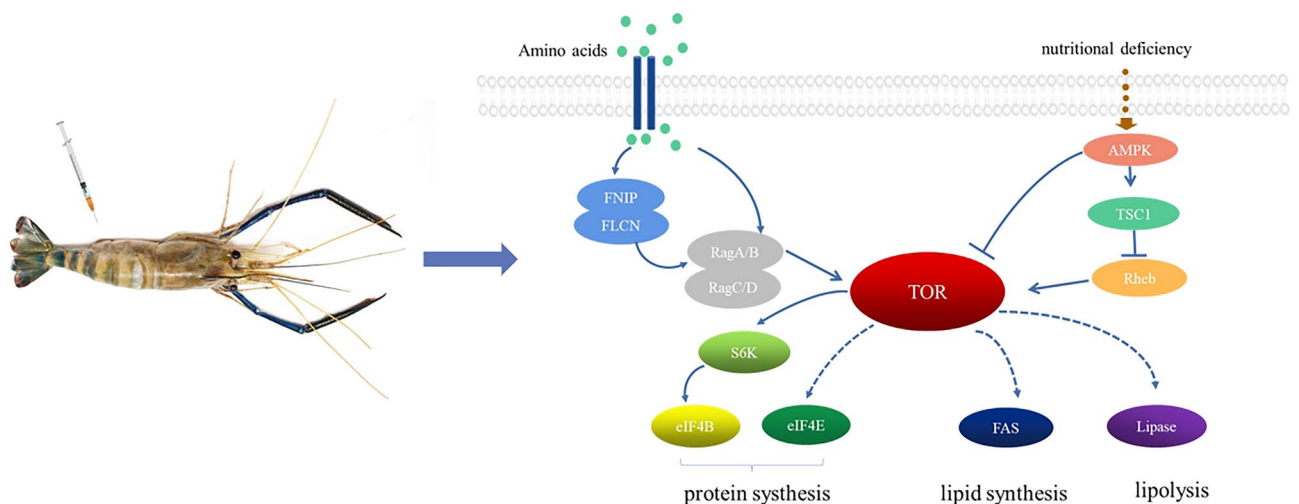 Amino acids
nutritional deficiency
AMPK
FNIP
TSC1
FLCN
RagA/B
Rheb
RagC/D
TOR
S6K
eIF4B
eIF4E
FAS
Lipase
protein systhesis
lipid synthesis
lipolysis